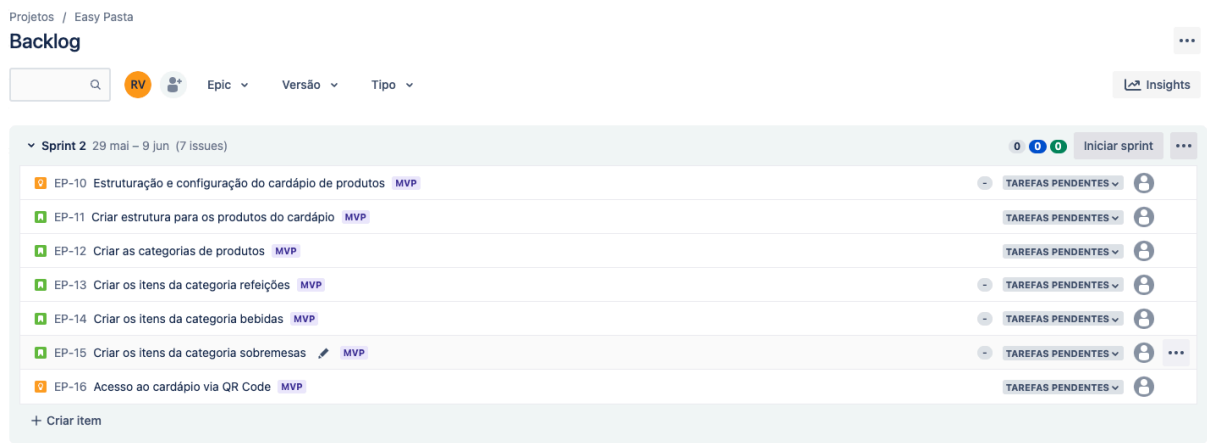 Projetos / Easy Pasta
Backlog
RV Epic Versão Tipo Insights
Sprint 2 29 mai – 9 jun (7 issues) 0 0 0 Iniciar sprint
EP-10 Estruturação e configuração do cardápio de produtos MVP - TAREFAS PENDENTES
EP-11 Criar estrutura para os produtos do cardápio MVP TAREFAS PENDENTES
EP-12 Criar as categorias de produtos MVP TAREFAS PENDENTES
EP-13 Criar os itens da categoria refeições MVP - TAREFAS PENDENTES
EP-14 Criar os itens da categoria bebidas MVP - TAREFAS PENDENTES
EP-15 Criar os itens da categoria sobremesas MVP - TAREFAS PENDENTES
EP-16 Acesso ao cardápio via QR Code MVP TAREFAS PENDENTES
+ Criar item